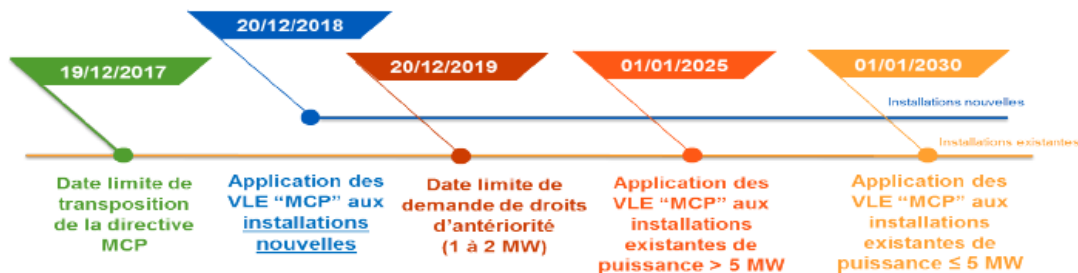 20/12/2018
19/12/2017
20/12/2019
01/01/2025
01/01/2030
Installations nouvelles
Installations existantes
Date limite de
transposition
de la directive
MCP
Application des
VLE “MCP” aux
installations
nouvelles
Date limite de
demande de droits
d’antériorité
(1 à 2 MW)
Application des
VLE “MCP” aux
installations
existantes de
puissance > 5 MW
Application des
VLE “MCP” aux
installations
existantes de
puissance ≤ 5 MW